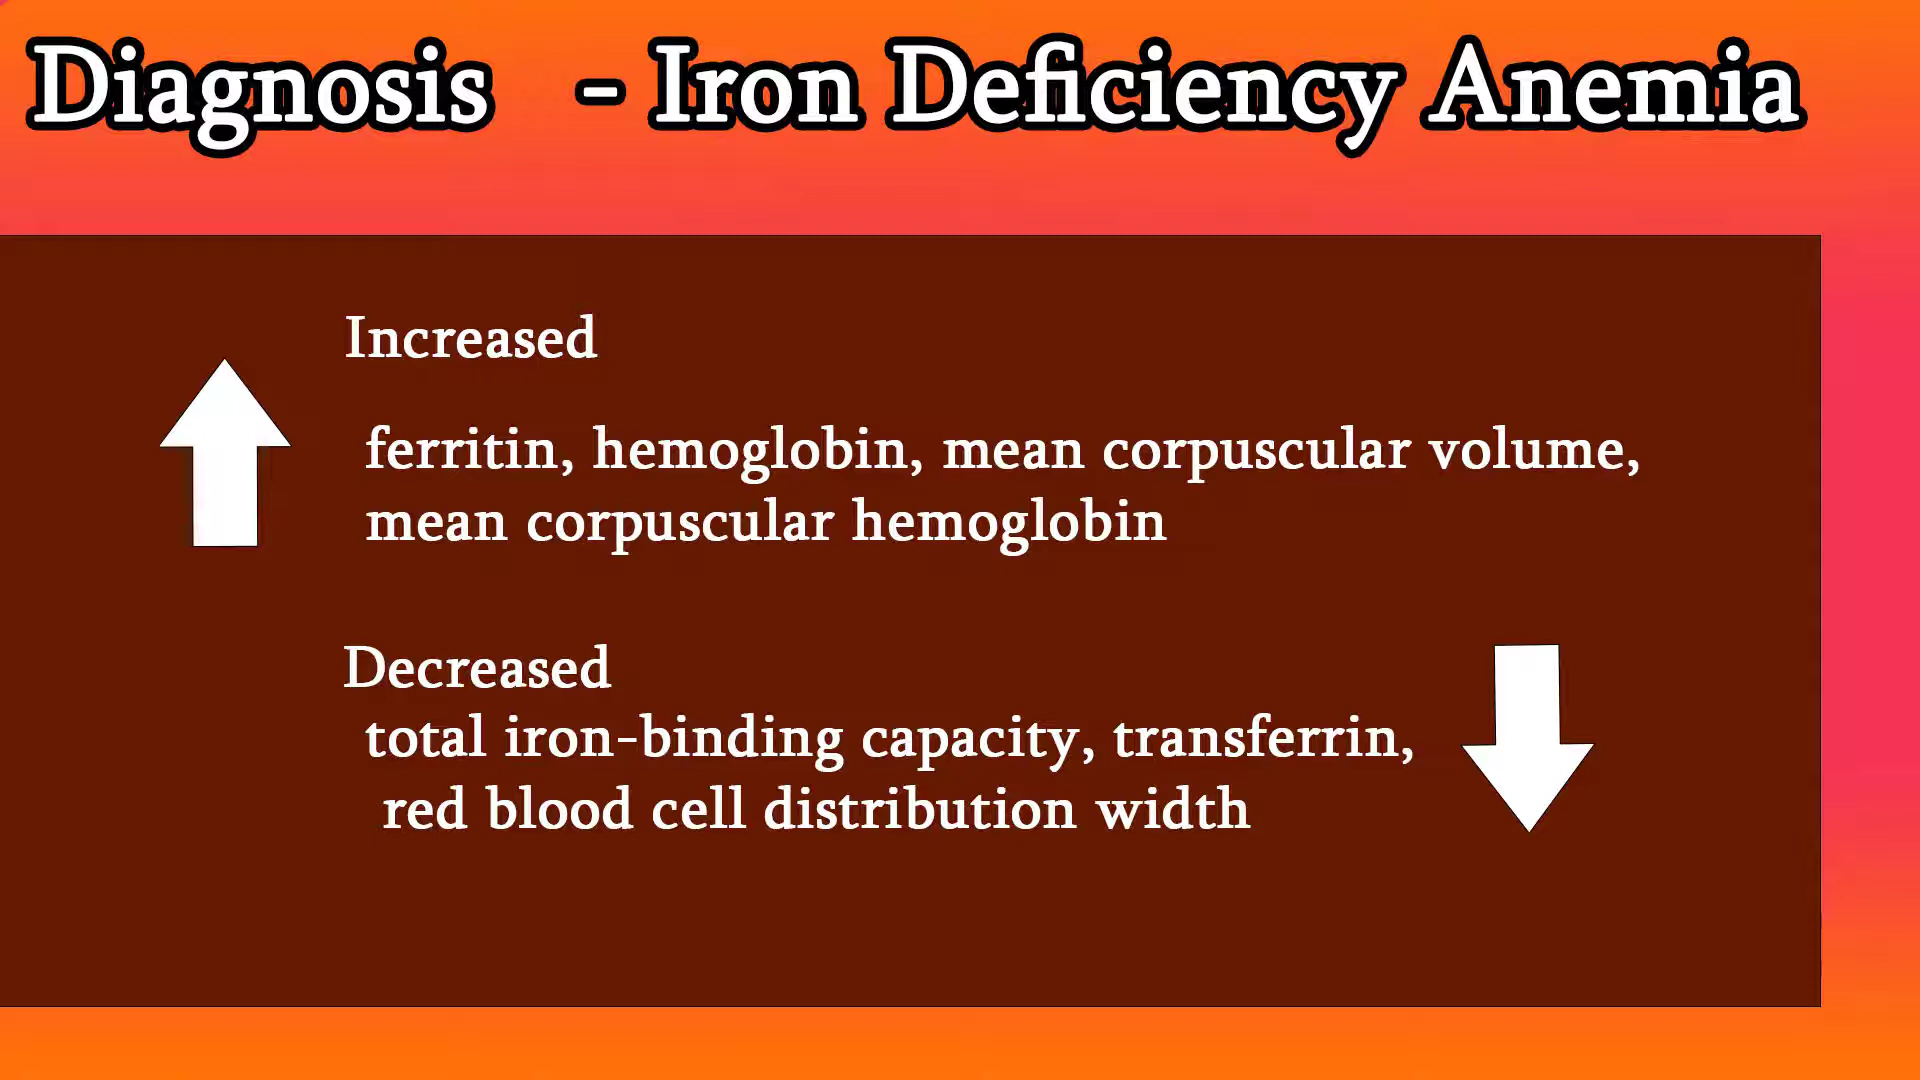 Diagnosis - Iron Deficiency Anemia
Increased
ferritin, hemoglobin, mean corpuscular volume,
mean corpuscular hemoglobin
Decreased
total iron-binding capacity, transferrin,
red blood cell distribution width